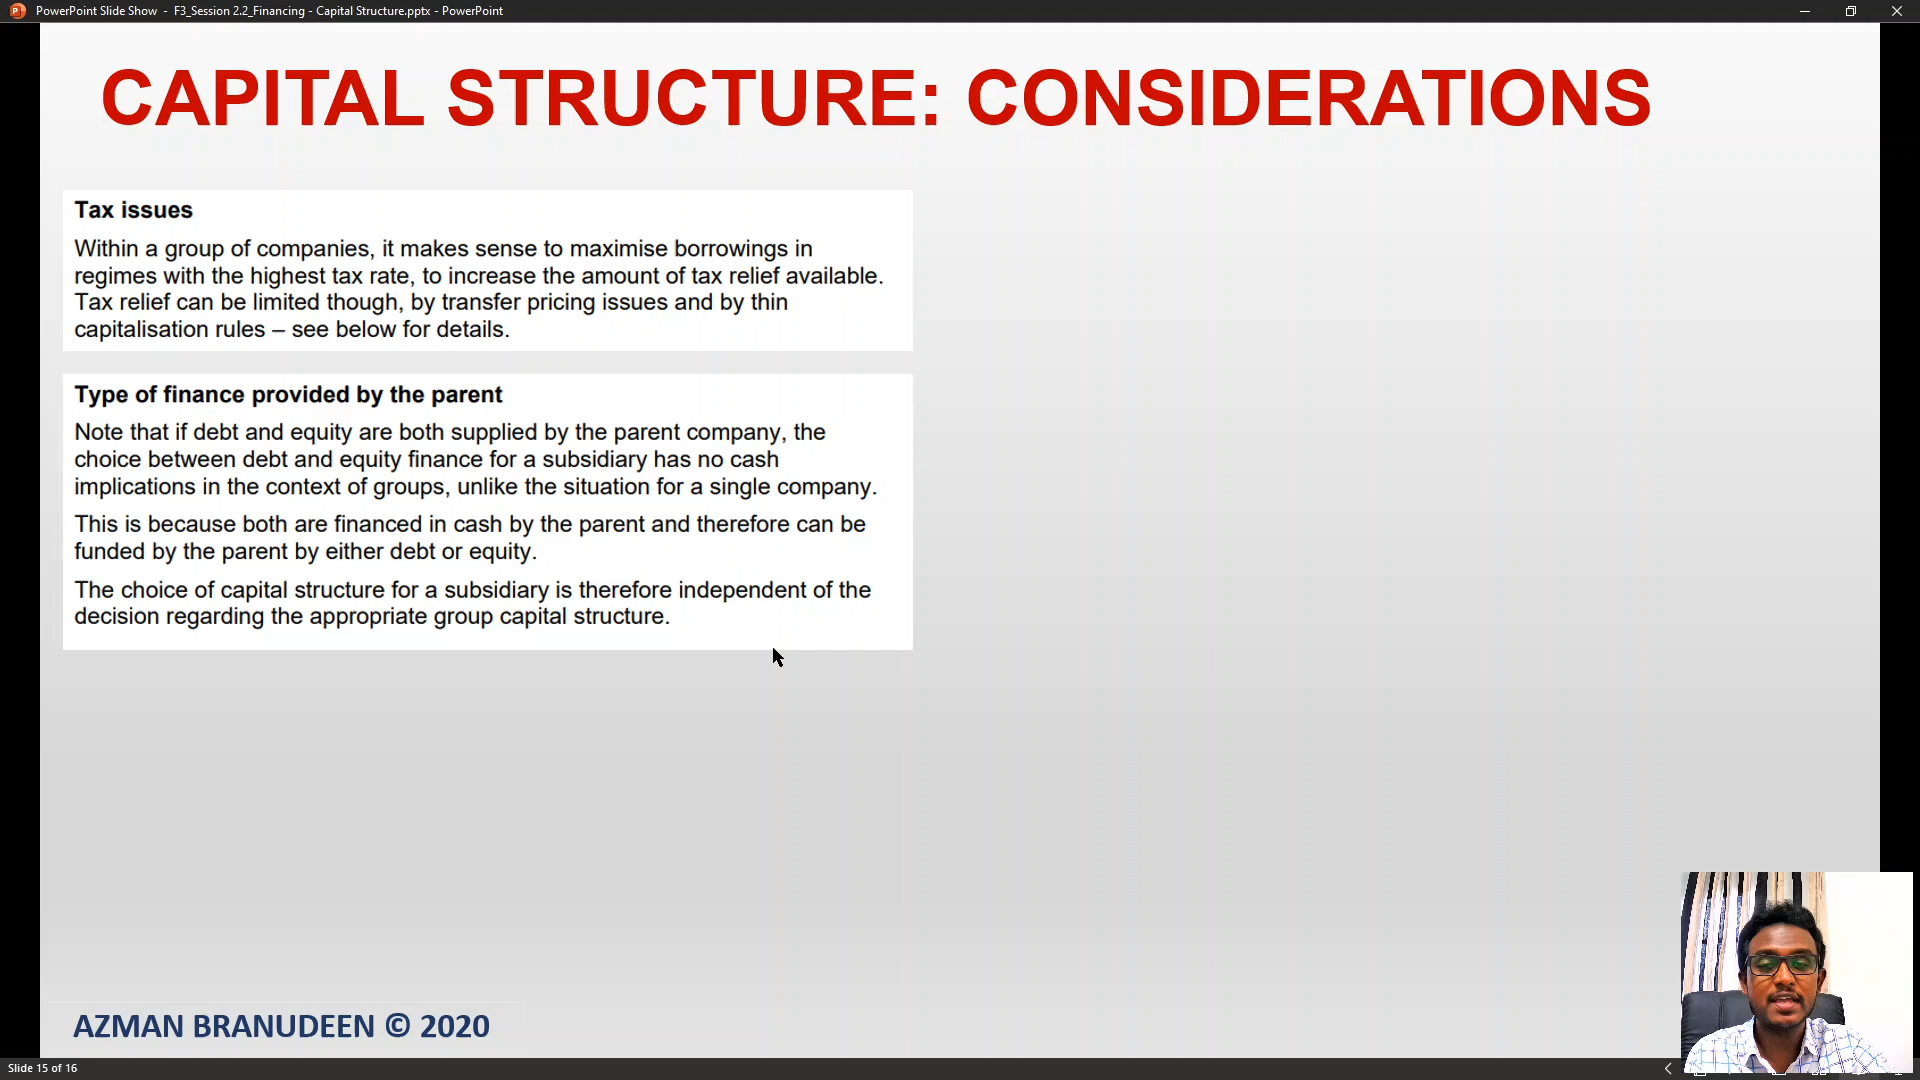 PowerPoint Slide Show - F3_Session 2.2_Financing - Capital Structure.pptx - PowerPoint
CAPITAL STRUCTURE: CONSIDERATIONS
Tax issues
Within a group of companies, it makes sense to maximise borrowings in
regimes with the highest tax rate, to increase the amount of tax relief available.
Tax relief can be limited though, by transfer pricing issues and by thin
capitalisation rules – see below for details.
Type of finance provided by the parent
Note that if debt and equity are both supplied by the parent company, the
choice between debt and equity finance for a subsidiary has no cash
implications in the context of groups, unlike the situation for a single company.
This is because both are financed in cash by the parent and therefore can be
funded by the parent by either debt or equity.
The choice of capital structure for a subsidiary is therefore independent of the
decision regarding the appropriate group capital structure.
AZMAN BRANUDEEN © 2020
Slide 15 of 16